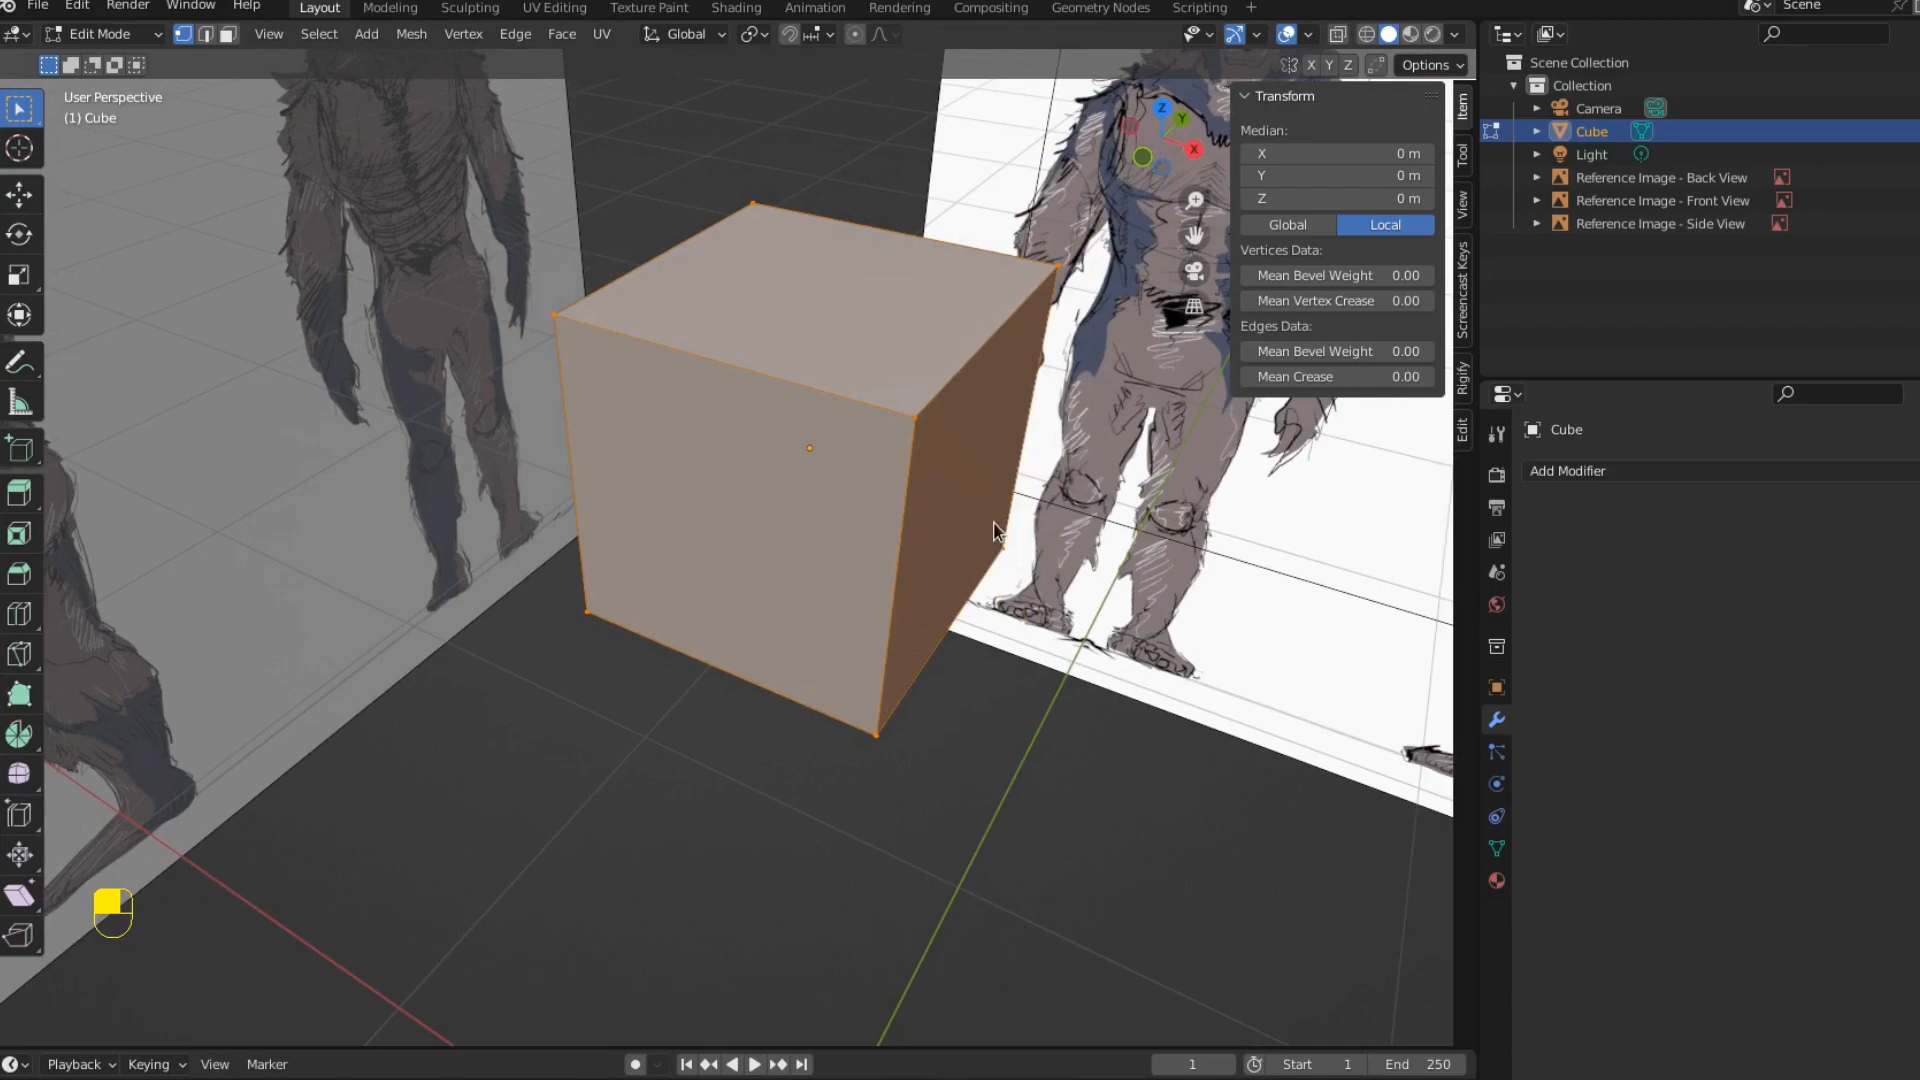 File Edit Render Window Help Layout Modeling Sculpting UV Editing Texture Paint Shading Animation Rendering Compositing Geometry Nodes Scripting + Scene
Edit Mode View Select Add Mesh Vertex Edge Face UV Global
X Y Z Options
User Perspective
(1) Cube
Transform
Median:
X 0 m
Y 0 m
Z 0 m
Global Local
Vertices Data:
Mean Bevel Weight 0.00
Mean Vertex Crease 0.00
Edges Data:
Mean Bevel Weight 0.00
Mean Crease 0.00
Z
Y
X
Item
Tool
View
Screencast Keys
Rigify
Edit
Scene Collection
Collection
Camera
Cube
Light
Reference Image - Back View
Reference Image - Front View
Reference Image - Side View
Cube
Add Modifier
Playback Keying View Marker 1 Start 1 End 250